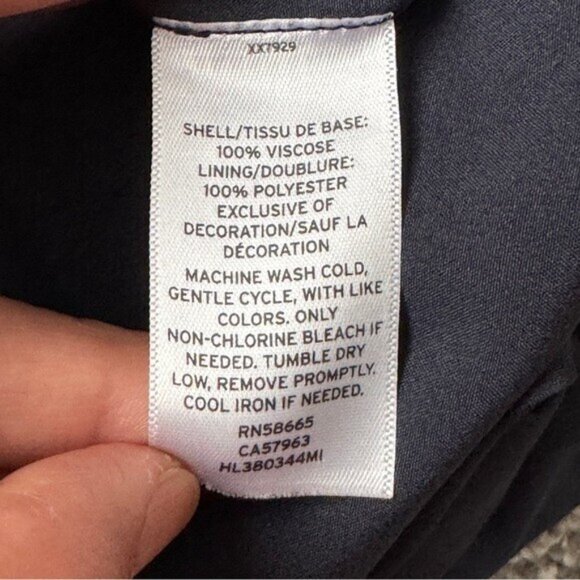 XX7929
SHELL/TISSU DE BASE:
100% VISCOSE
LINING/DOUBLURE:
100% POLYESTER
EXCLUSIVE OF
DECORATION/SAUF LA
DÉCORATION
MACHINE WASH COLD,
GENTLE CYCLE, WITH LIKE
COLORS. ONLY
NON-CHLORINE BLEACH IF
NEEDED. TUMBLE DRY
LOW, REMOVE PROMPTLY.
COOL IRON IF NEEDED.
RN58665
CA57963
HL380344MI